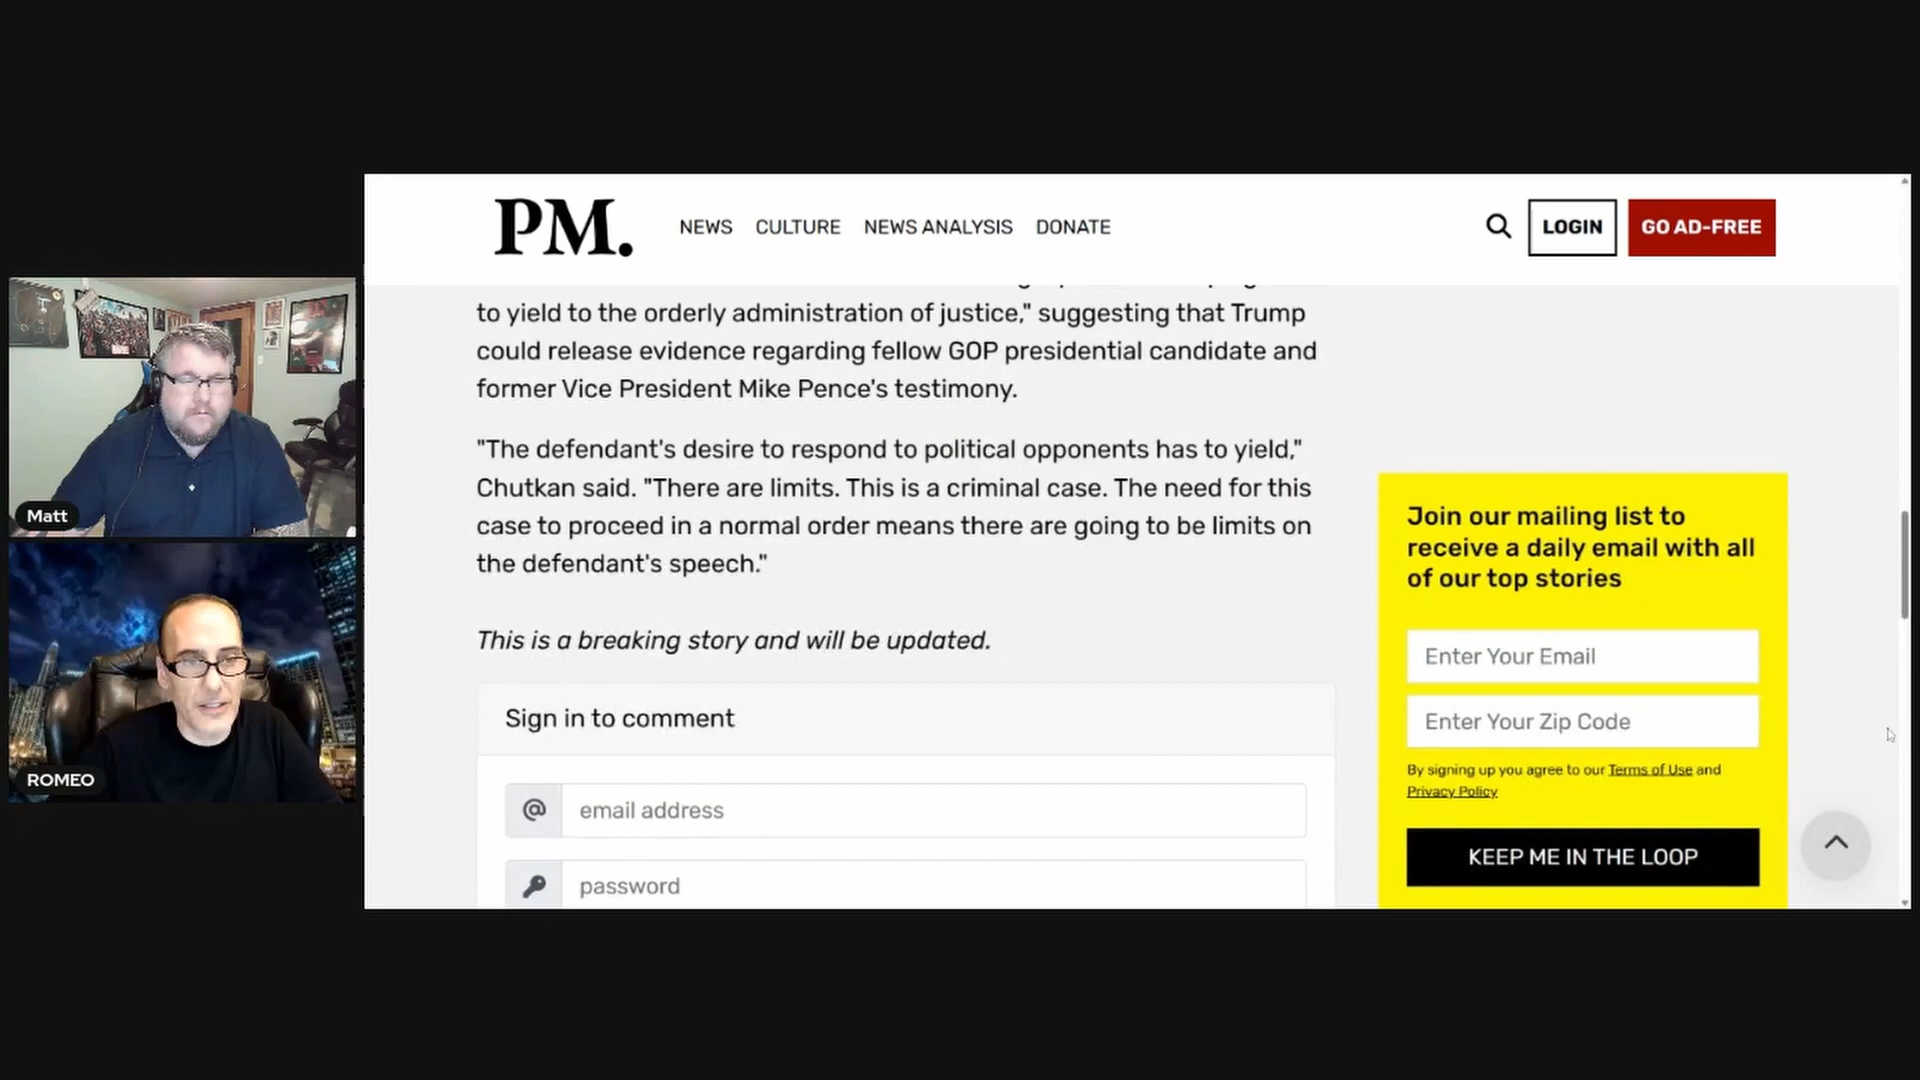 PM.
NEWS CULTURE NEWS ANALYSIS DONATE
LOGIN
GO AD-FREE
to yield to the orderly administration of justice," suggesting that Trump
could release evidence regarding fellow GOP presidential candidate and
former Vice President Mike Pence's testimony.
"The defendant's desire to respond to political opponents has to yield,"
Chutkan said. "There are limits. This is a criminal case. The need for this
case to proceed in a normal order means there are going to be limits on
the defendant's speech."
This is a breaking story and will be updated.
Sign in to comment
@ email address
password
Join our mailing list to
receive a daily email with all
of our top stories
Enter Your Email
Enter Your Zip Code
By signing up you agree to our Terms of Use and
Privacy Policy
KEEP ME IN THE LOOP
Matt
ROMEO